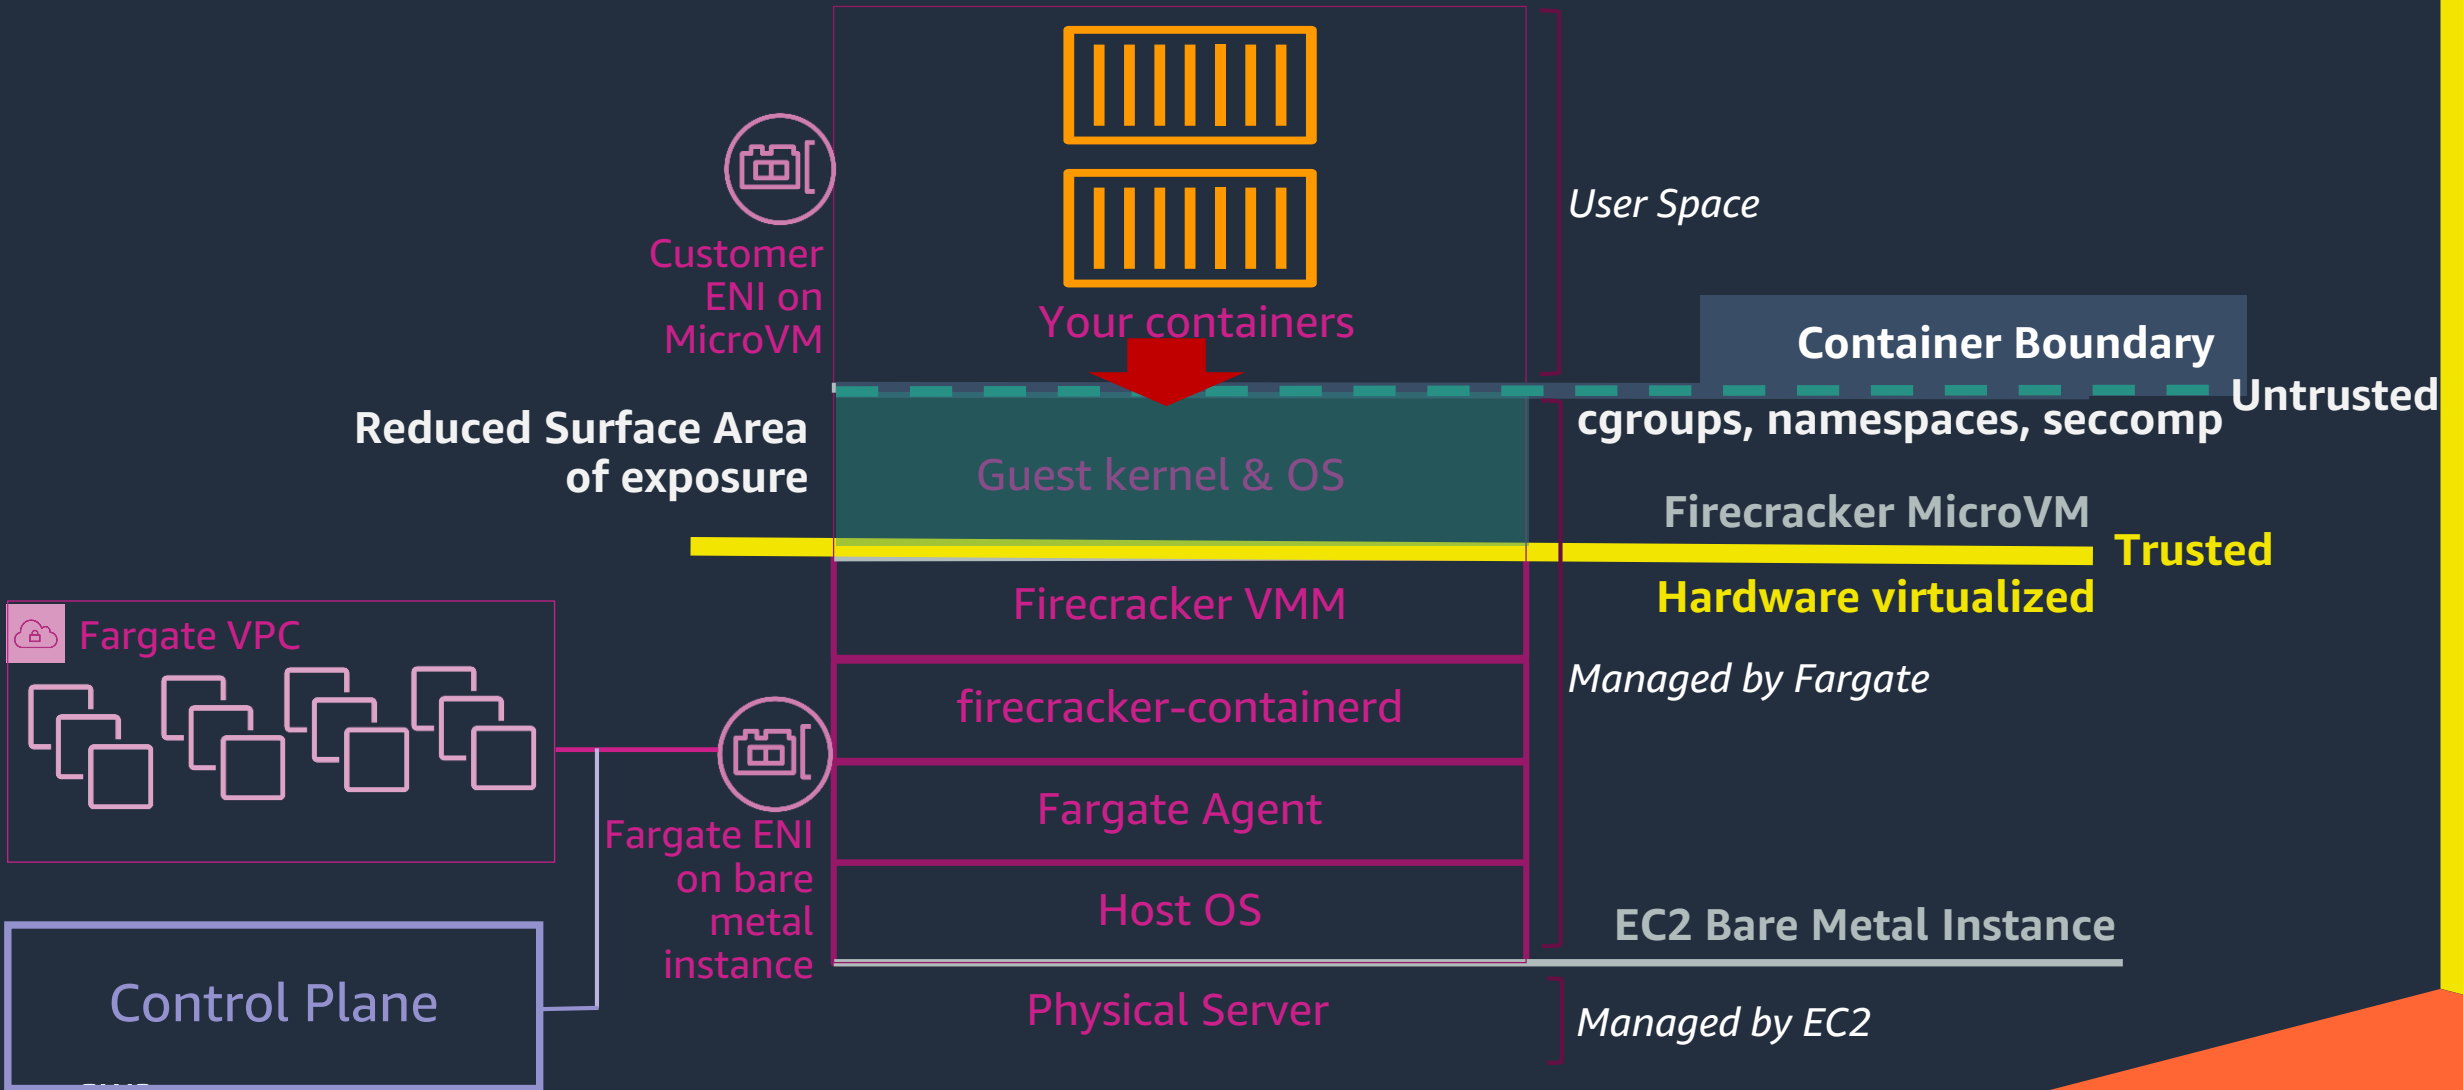 Customer
ENI on
MicroVM
Your containers
User Space
Container Boundary
Untrusted
cgroups, namespaces, seccomp
Reduced Surface Area
of exposure
Guest kernel & OS
Firecracker MicroVM
Trusted
Hardware virtualized
Firecracker VMM
Fargate VPC
firecracker-containerd
Managed by Fargate
Fargate Agent
Fargate ENI
on bare
metal
instance
Host OS
EC2 Bare Metal Instance
Control Plane
Physical Server
Managed by EC2